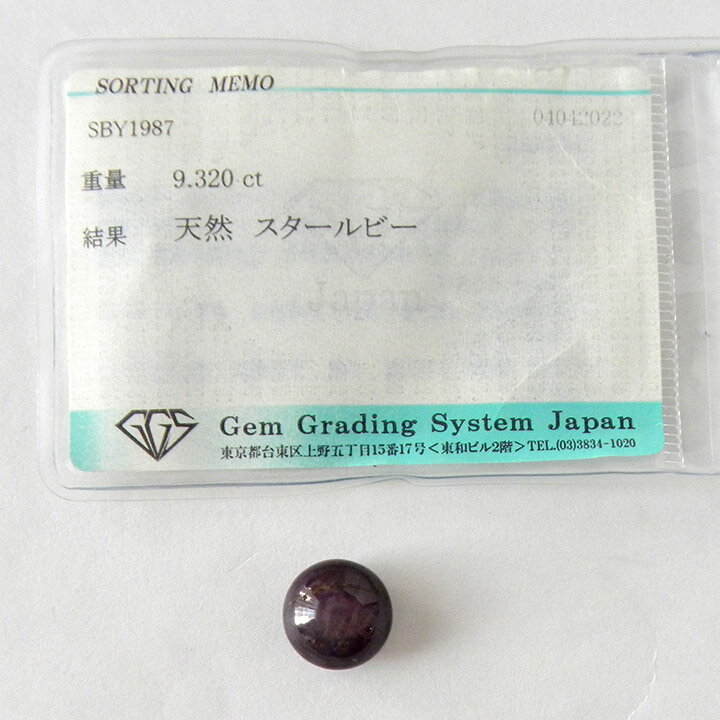 SORTING MEMO
SBY1987 04042022
重量 9.320 ct
結果 天然 スタールビー
GGS Gem Grading System Japan
東京都台東区上野五丁目15番17号＜東和ビル2階＞TEL.(03)3834-1020